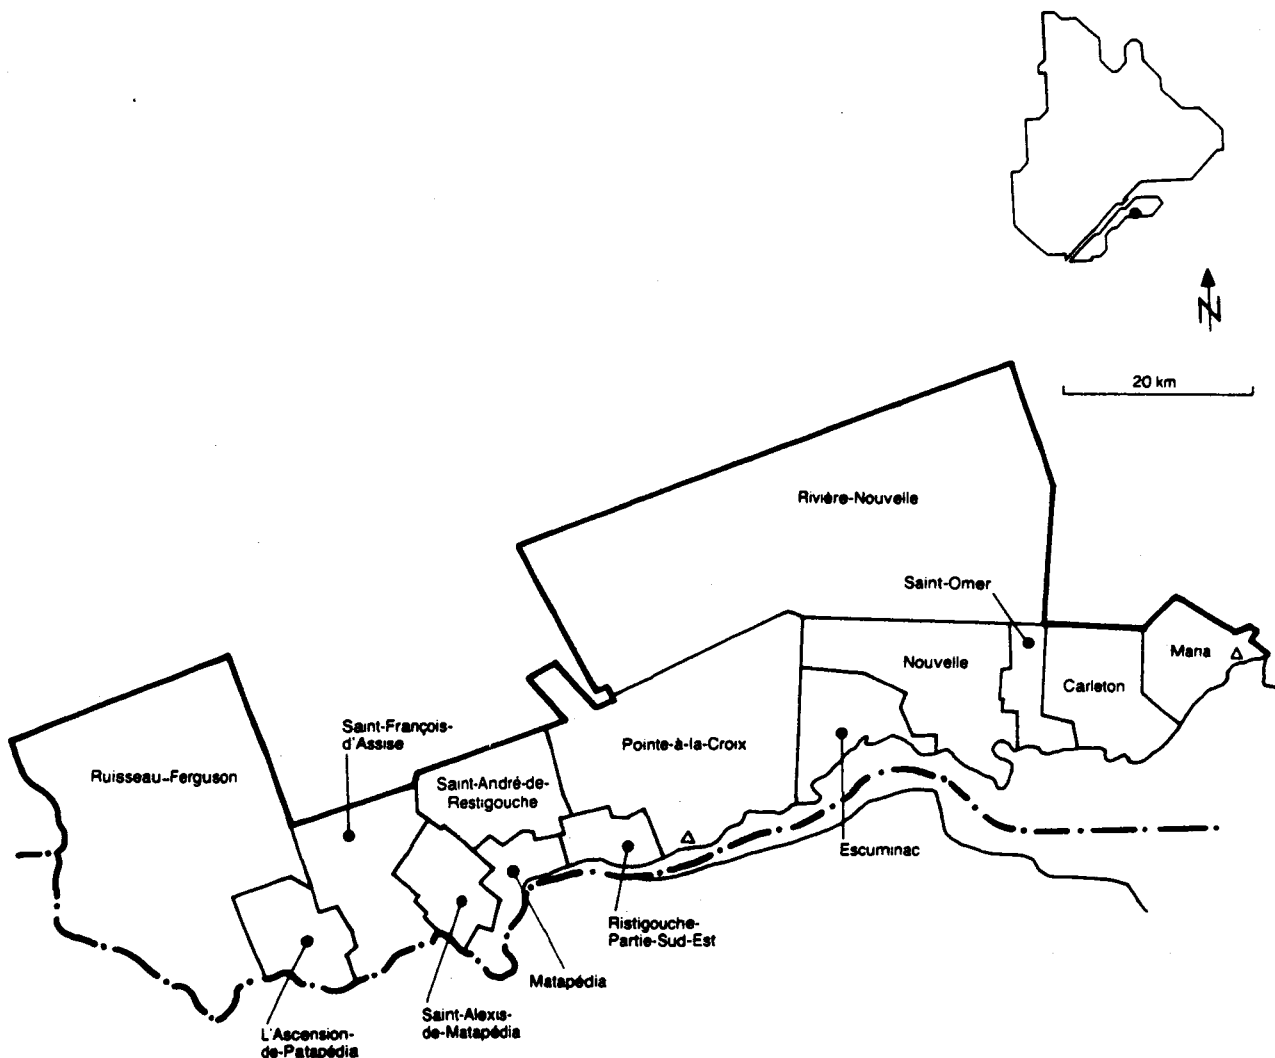 N
20 km
Rivière-Nouvelle
Saint-Omer
Nouvelle
Maria
Carleton
Saint-François-
d'Assise
Pointe-à-la-Croix
Ruisseau-Ferguson
Saint-André-de-
Restigouche
Escuminac
Ristigouche-
Partie-Sud-Est
Matapédia
Saint-Alexis-
de-Matapédia
L'Ascension-
de-Patapédia